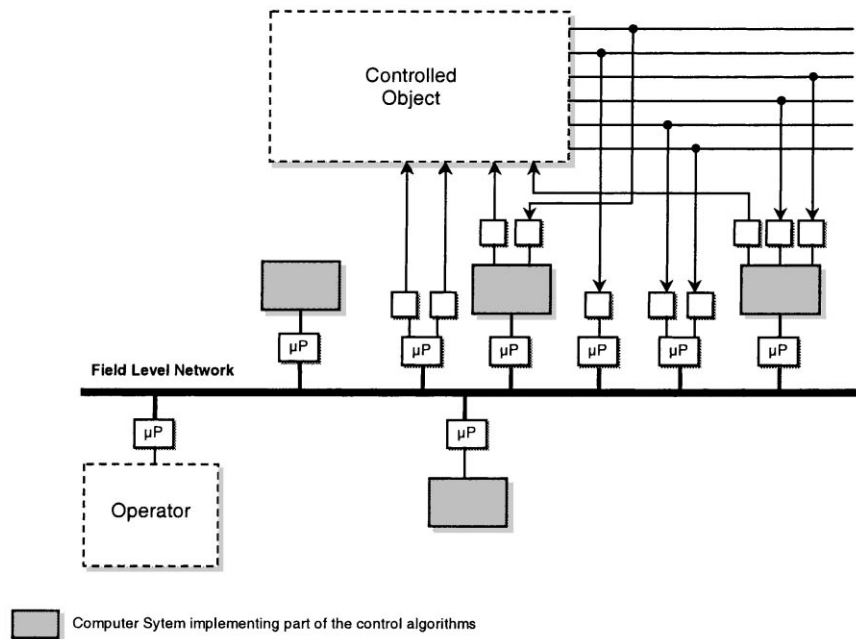 Controlled
Object
µP
µP
µP
µP
µP
µP
Field Level Network
µP
µP
Operator
Computer Sytem implementing part of the control algorithms